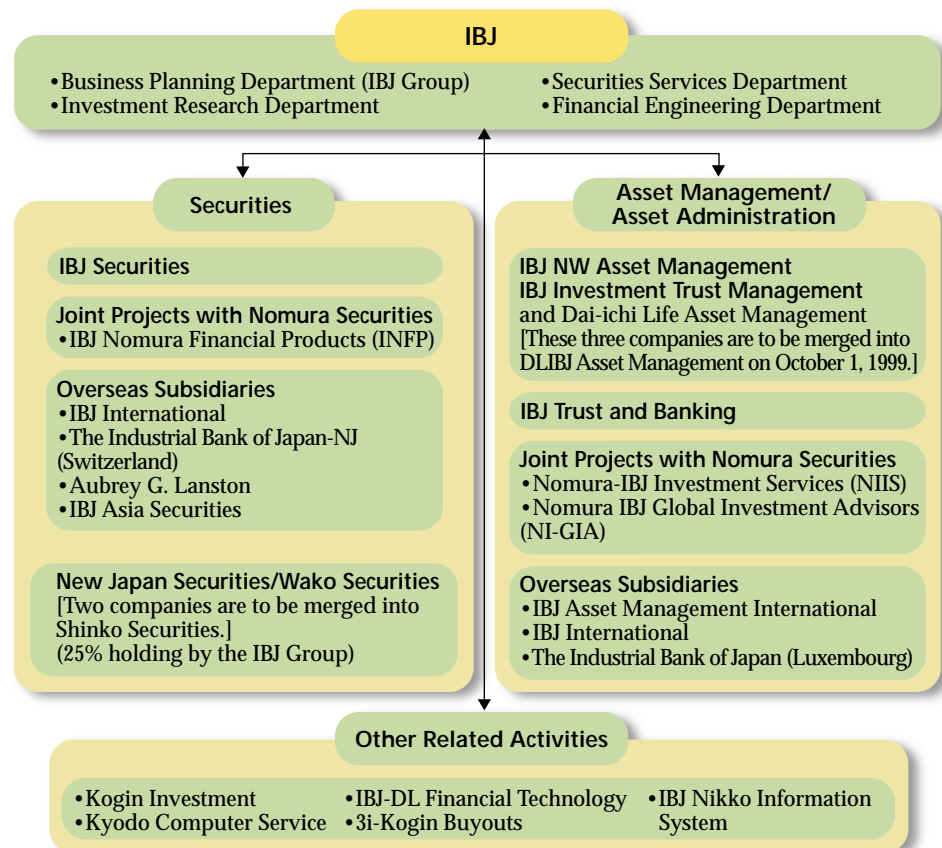 IBJ
•Business Planning Department (IBJ Group)
•Investment Research Department
•Securities Services Department
•Financial Engineering Department
Securities
IBJ Securities
Joint Projects with Nomura Securities
•IBJ Nomura Financial Products (INFP)
Overseas Subsidiaries
•IBJ International
•The Industrial Bank of Japan-NJ
(Switzerland)
•Aubrey G. Lanston
•IBJ Asia Securities
New Japan Securities/Wako Securities
[Two companies are to be merged into
Shinko Securities.]
(25% holding by the IBJ Group)
Asset Management/
Asset Administration
IBJ NW Asset Management
IBJ Investment Trust Management
and Dai-ichi Life Asset Management
[These three companies are to be merged into
DLIBJ Asset Management on October 1, 1999.]
IBJ Trust and Banking
Joint Projects with Nomura Securities
•Nomura-IBJ Investment Services (NIIS)
•Nomura IBJ Global Investment Advisors
(NI-GIA)
Overseas Subsidiaries
•IBJ Asset Management International
•IBJ International
•The Industrial Bank of Japan (Luxembourg)
Other Related Activities
•Kogin Investment
•Kyodo Computer Service
•IBJ-DL Financial Technology
•3i-Kogin Buyouts
•IBJ Nikko Information
System